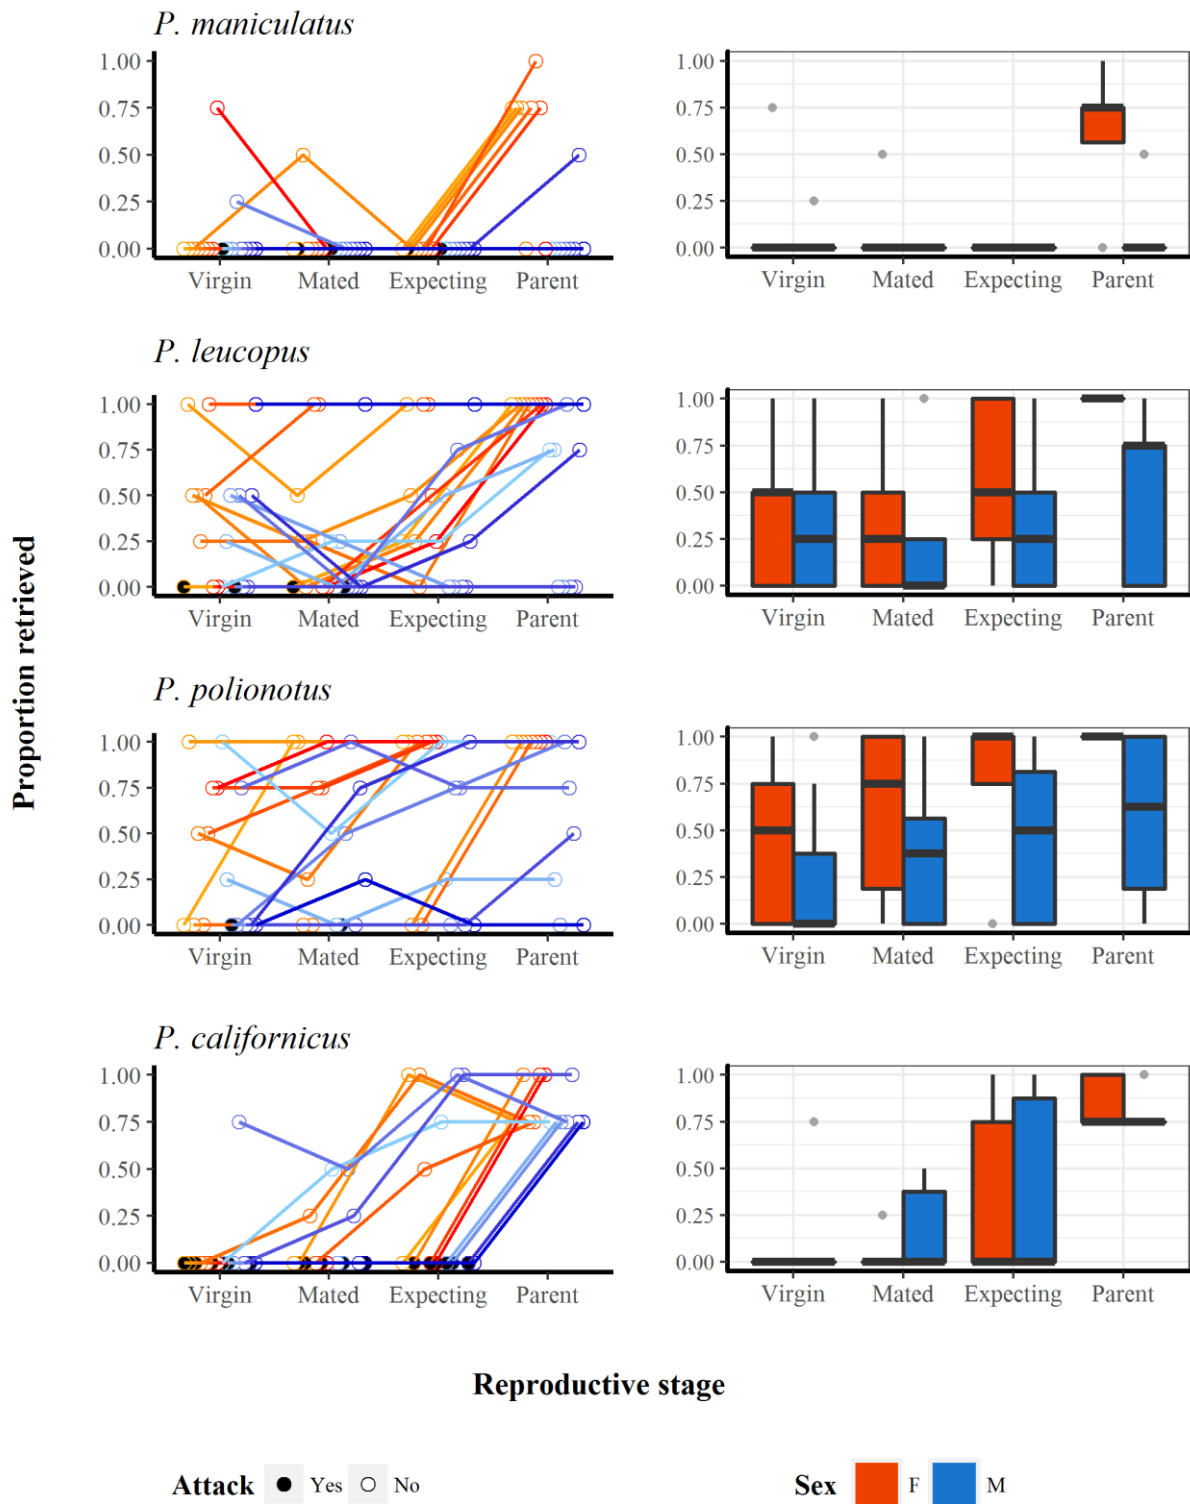 P. maniculatus
1.00
0.75
0.50
0.25
0.00
Virgin Mated Expecting Parent
1.00
0.75
0.50
0.25
0.00
Virgin Mated Expecting Parent
P. leucopus
1.00
0.75
0.50
0.25
0.00
Virgin Mated Expecting Parent
1.00
0.75
0.50
0.25
0.00
Virgin Mated Expecting Parent
Proportion retrieved
P. polionotus
1.00
0.75
0.50
0.25
0.00
Virgin Mated Expecting Parent
1.00
0.75
0.50
0.25
0.00
Virgin Mated Expecting Parent
P. californicus
1.00
0.75
0.50
0.25
0.00
Virgin Mated Expecting Parent
1.00
0.75
0.50
0.25
0.00
Virgin Mated Expecting Parent
Reproductive stage
Attack Yes No
Sex F M